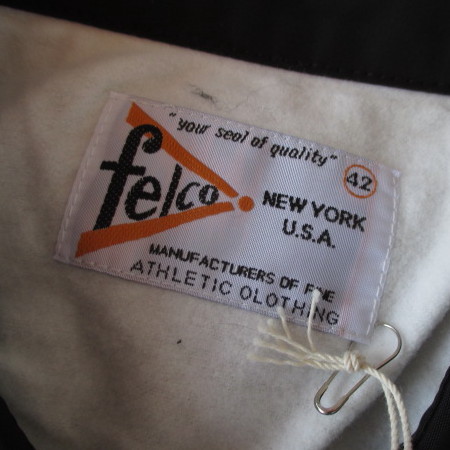 "your seal of quality"
felco
42
NEW YORK
U.S.A.
MANUFACTURERS OF FINE
ATHLETIC CLOTHING